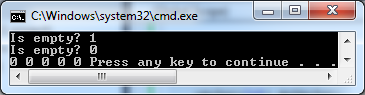 C:\Windows\system32\cmd.exe
Is empty? 1
Is empty? 0
0 0 0 0 0 Press any key to continue . . .